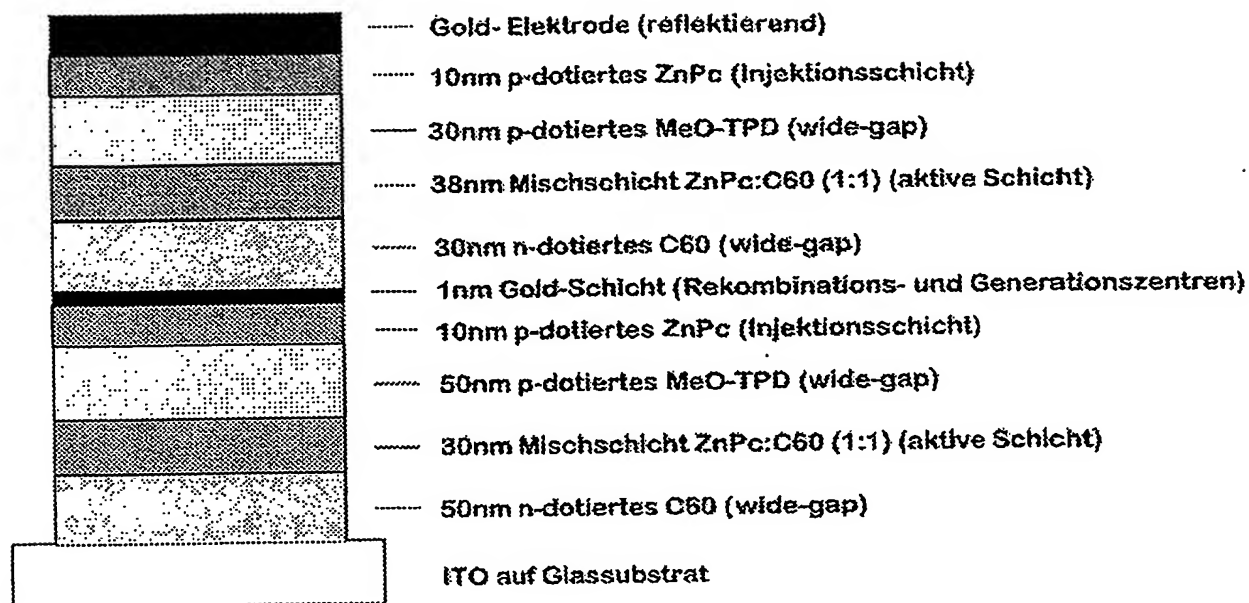 Gold- Elektrode (reflektierend)
10nm p-dotiertes ZnPc (Injektionsschicht)
30nm p-dotiertes MeO-TPD (wide-gap)
38nm Mischschicht ZnPc:C60 (1:1) (aktive Schicht)
30nm n-dotiertes C60 (wide-gap)
1nm Gold-Schicht (Rekombinations- und Generationszentren)
10nm p-dotiertes ZnPc (Injektionsschicht)
50nm p-dotiertes MeO-TPD (wide-gap)
30nm Mischschicht ZnPc:C60 (1:1) (aktive Schicht)
50nm n-dotiertes C60 (wide-gap)
ITO auf Glassubstrat